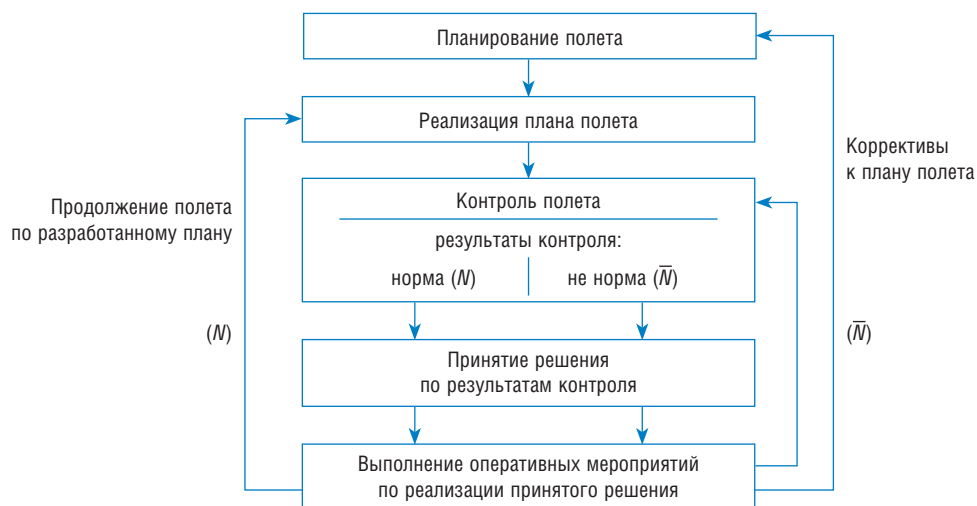 Планирование полета
Реализация плана полета
Коррективы
к плану полета
Контроль полета
Продолжение полета
по разработанному плану
результаты контроля:
норма (N)
не норма (N̅)
(N)
(N̅)
Принятие решения
по результатам контроля
Выполнение оперативных мероприятий
по реализации принятого решения